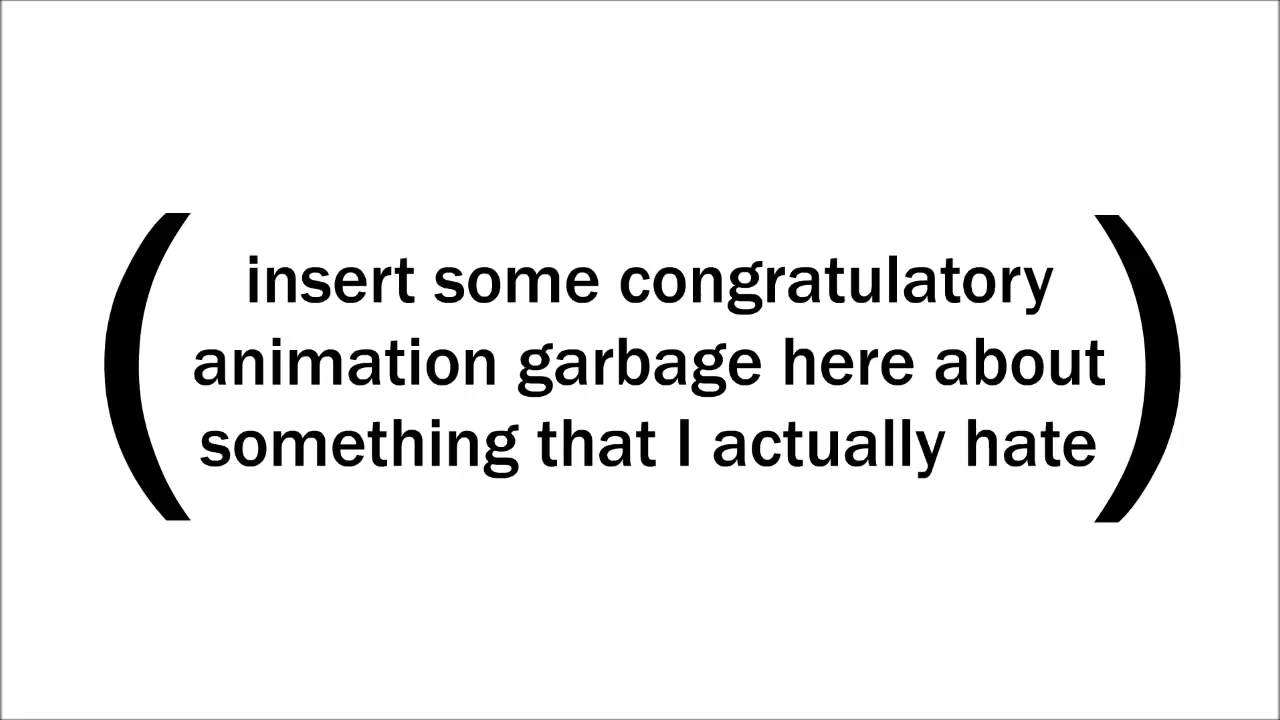 (insert some congratulatory
animation garbage here about
something that I actually hate)